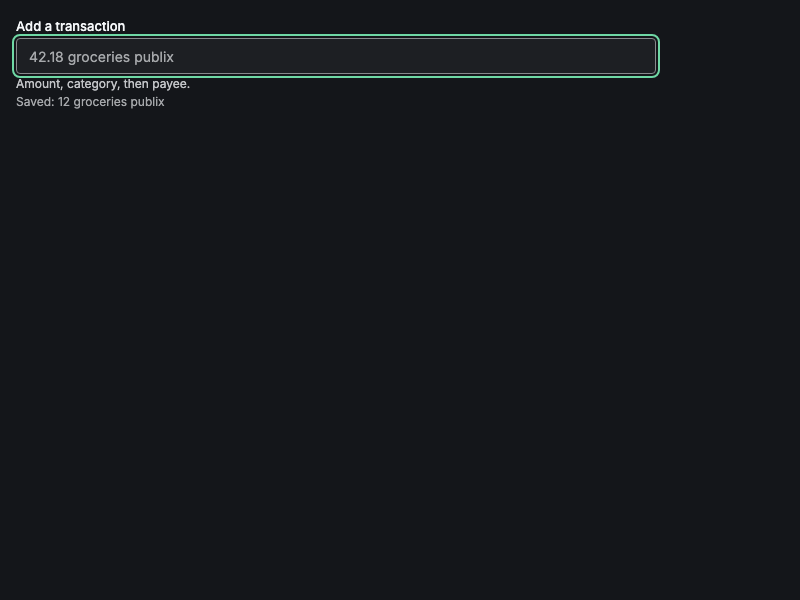 Add a transaction
42.18 groceries publix
Amount, category, then payee.
Saved: 12 groceries publix